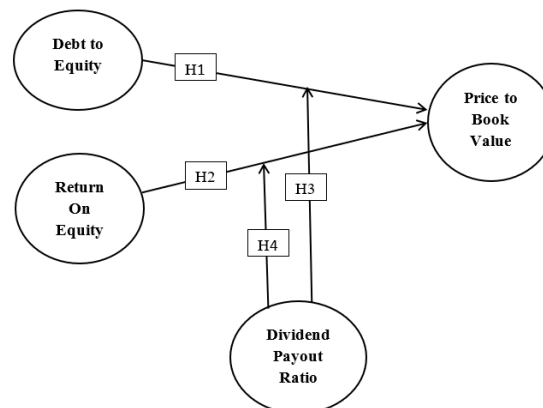 Debt to
Equity
H1
Price to
Book
Value
Return
On
Equity
H2
H3
H4
Dividend
Payout
Ratio